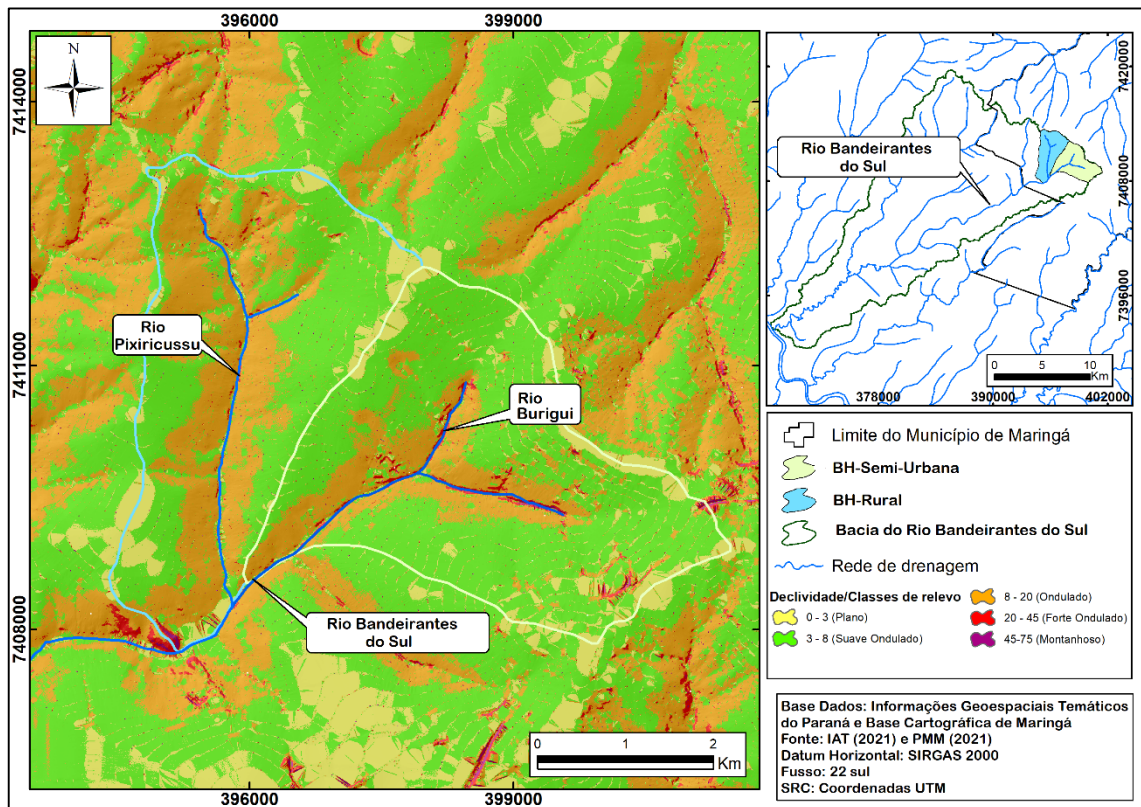 396000
399000
N
7414000
7411000
7408000
Rio
Pixiricussu
Rio
Burigui
Rio Bandeirantes
do Sul
0 1 2
Km
396000
399000
7420000
7408000
7396000
Rio Bandeirantes
do Sul
0 5 10
Km
378000
390000
402000
Limite do Município de Maringá
BH-Semi-Urbana
BH-Rural
Bacia do Rio Bandeirantes do Sul
Rede de drenagem
Declividade/Classes de relevo
0 - 3 (Plano)
3 - 8 (Suave Ondulado)
8 - 20 (Ondulado)
20 - 45 (Forte Ondulado)
45-75 (Montanhoso)
Base Dados: Informações Geoespaciais Temáticos
do Paraná e Base Cartográfica de Maringá
Fonte: IAT (2021) e PMM (2021)
Datum Horizontal: SIRGAS 2000
Fusso: 22 sul
SRC: Coordenadas UTM